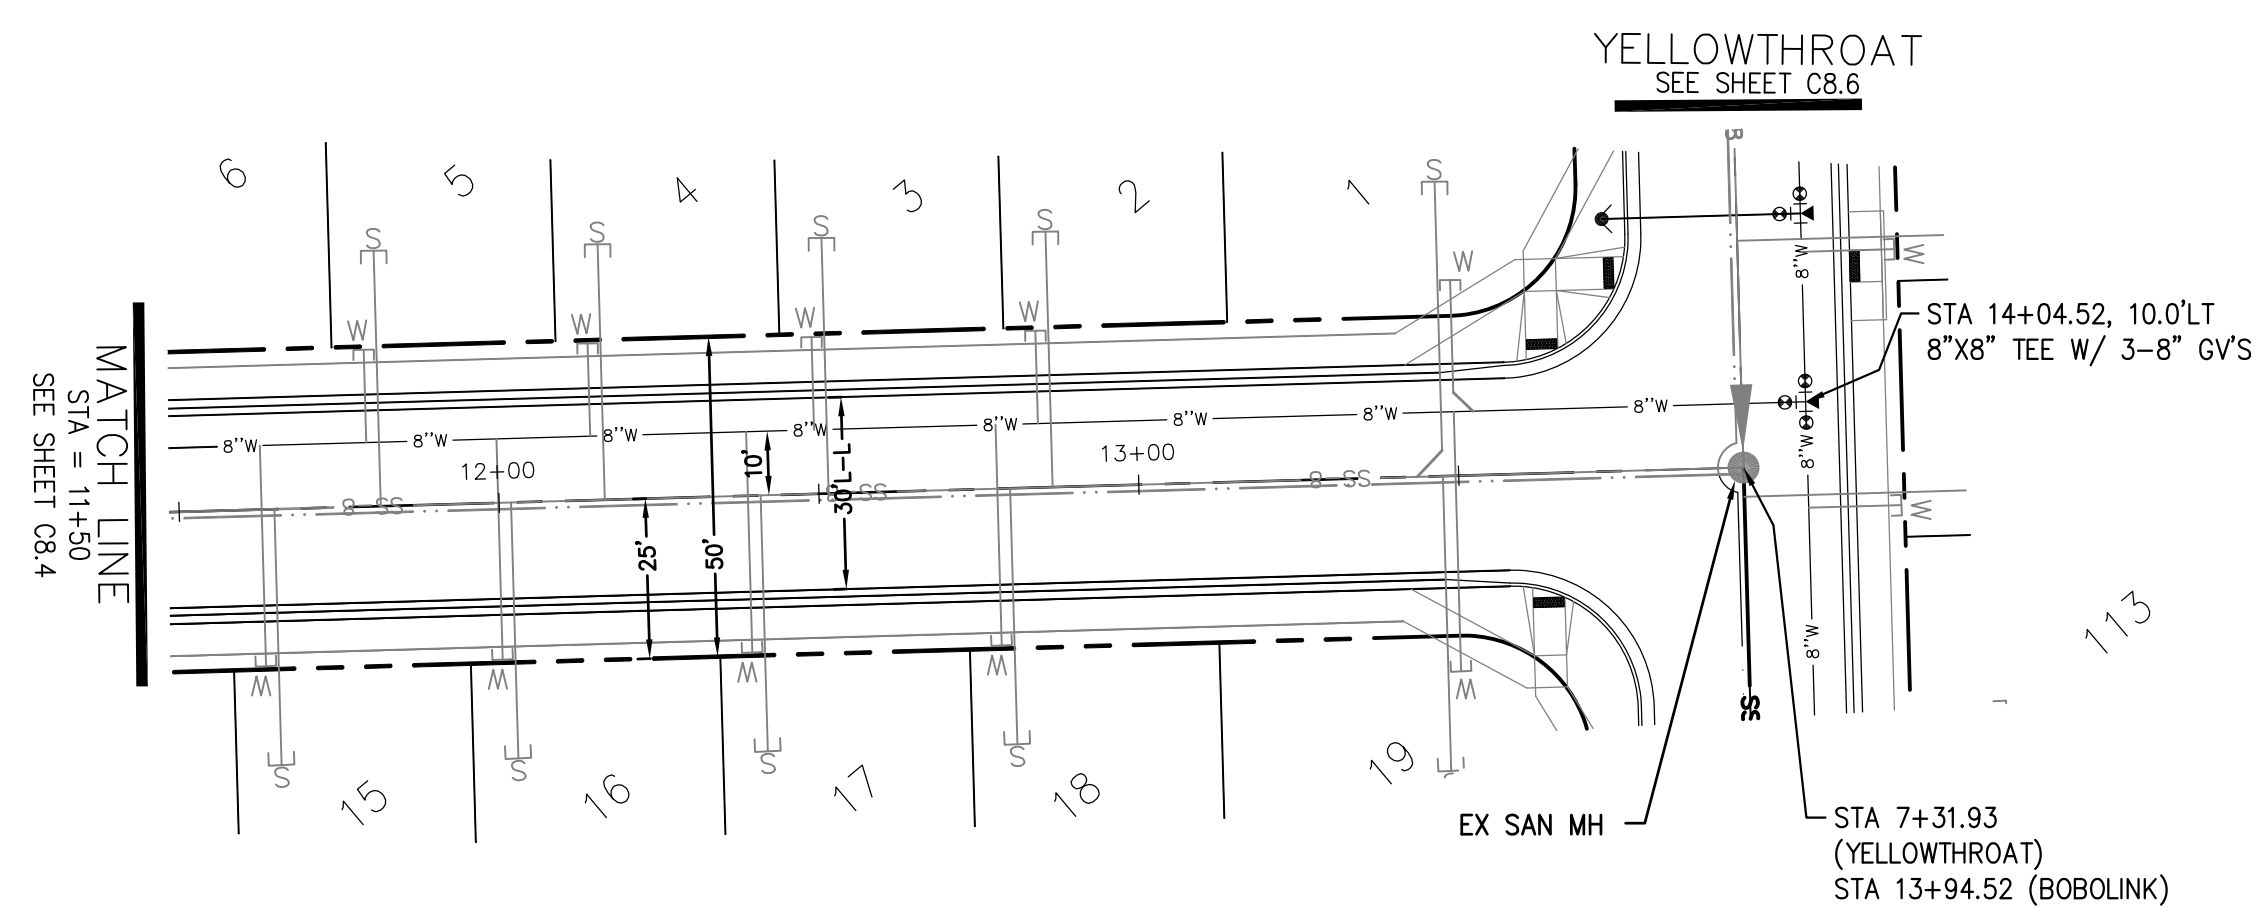 YELLOWTHROAT
SEE SHEET C8.6
6
5
4
3
2
1
S
S
S
S
S
W
W
W
W
W
B
W
8"W
8"W
STA 14+04.52, 10.0'LT
8"X8" TEE W/ 3-8" GV'S
MATCH LINE
STA = 11+50
SEE SHEET C8.4
8"W
8"W
8"W
8"W
8"W
8"W
8"W
8"W
8"W
12+00
13+00
10'
30'L-L
25'
50'
8 SS
8 SS
8 SS
W
W
W
W
W
W
S
S
S
S
SS
15
16
17
18
19
113
EX SAN MH
STA 7+31.93
(YELLOWTHROAT)
STA 13+94.52 (BOBOLINK)